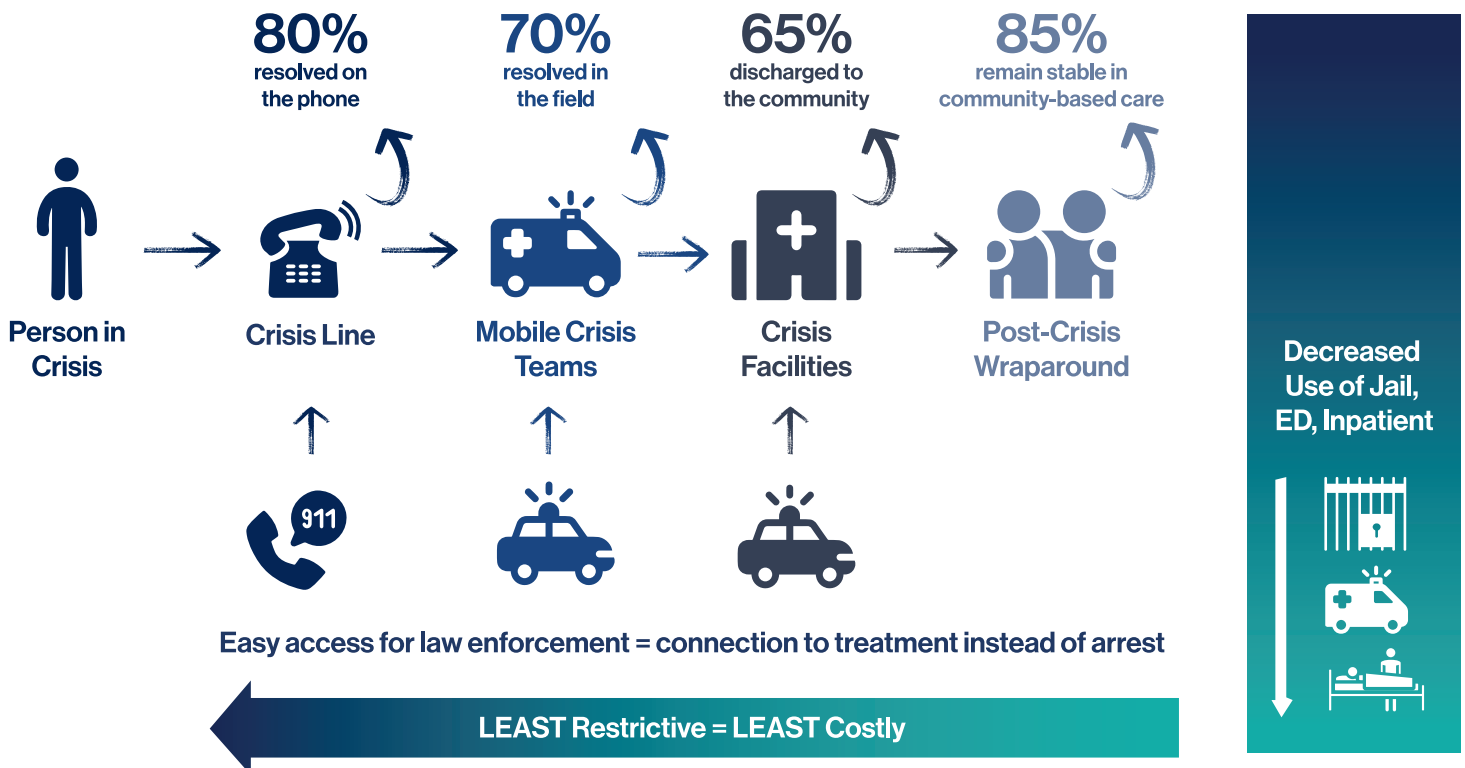 80%
resolved on
the phone
70%
resolved in
the field
65%
discharged to
the community
85%
remain stable in
community-based care
Person in
Crisis
Crisis Line
Mobile Crisis
Teams
Crisis
Facilities
Post-Crisis
Wraparound
911
Easy access for law enforcement = connection to treatment instead of arrest
LEAST Restrictive = LEAST Costly
Decreased
Use of Jail,
ED, Inpatient